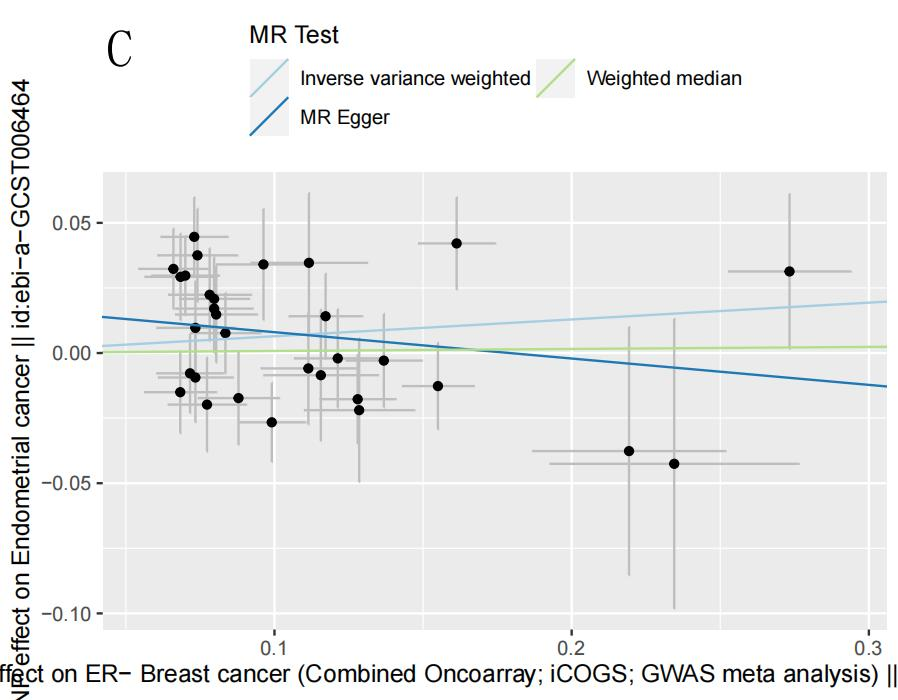 C
MR Test
Inverse variance weighted
Weighted median
MR Egger
effect on Endometrial cancer || id:ebi−a−GCST006464
0.05
0.00
−0.05
−0.10
0.1
0.2
0.3
on ER− Breast cancer (Combined Oncoarray; iCOGS; GWAS meta analysis) ||